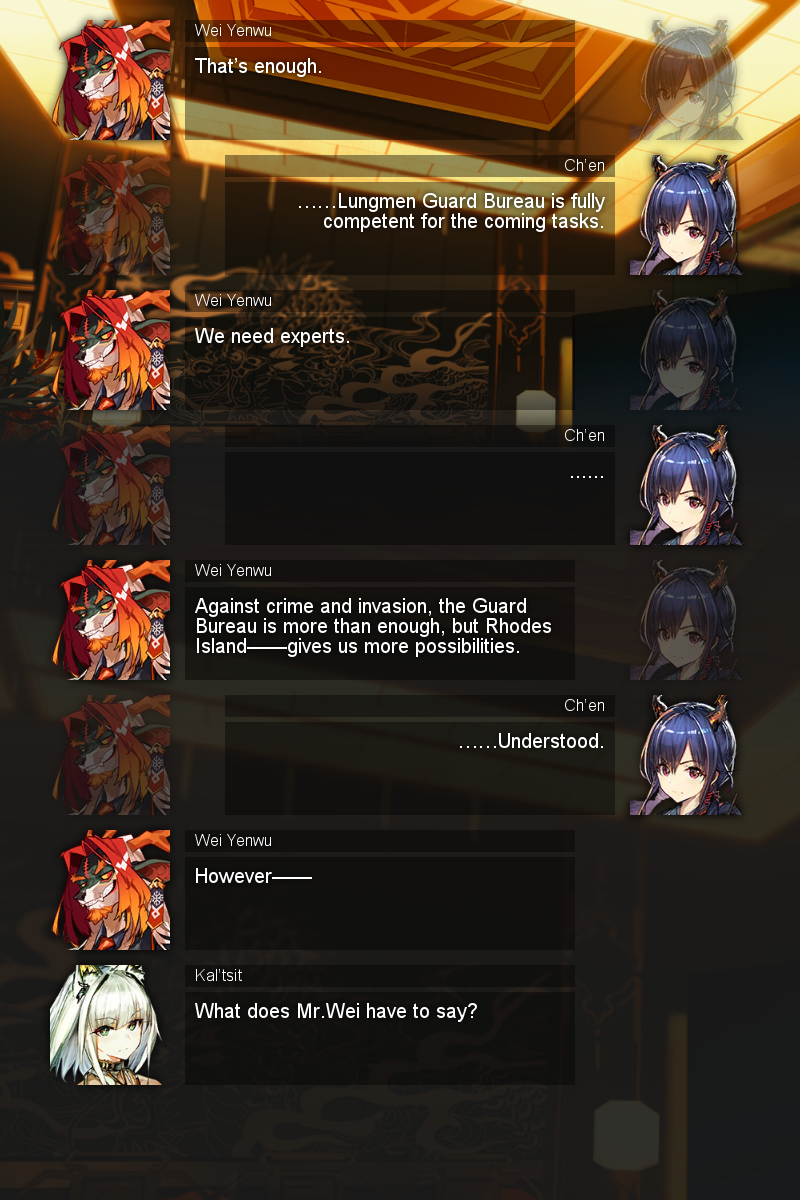 Wei Yenwu
That's enough.
Ch'en
……Lungmen Guard Bureau is fully
competent for the coming tasks.
Wei Yenwu
We need experts.
Ch'en
……
Wei Yenwu
Against crime and invasion, the Guard
Bureau is more than enough, but Rhodes
Island——gives us more possibilities.
Ch'en
……Understood.
Wei Yenwu
However——
Kal'tsit
What does Mr.Wei have to say?